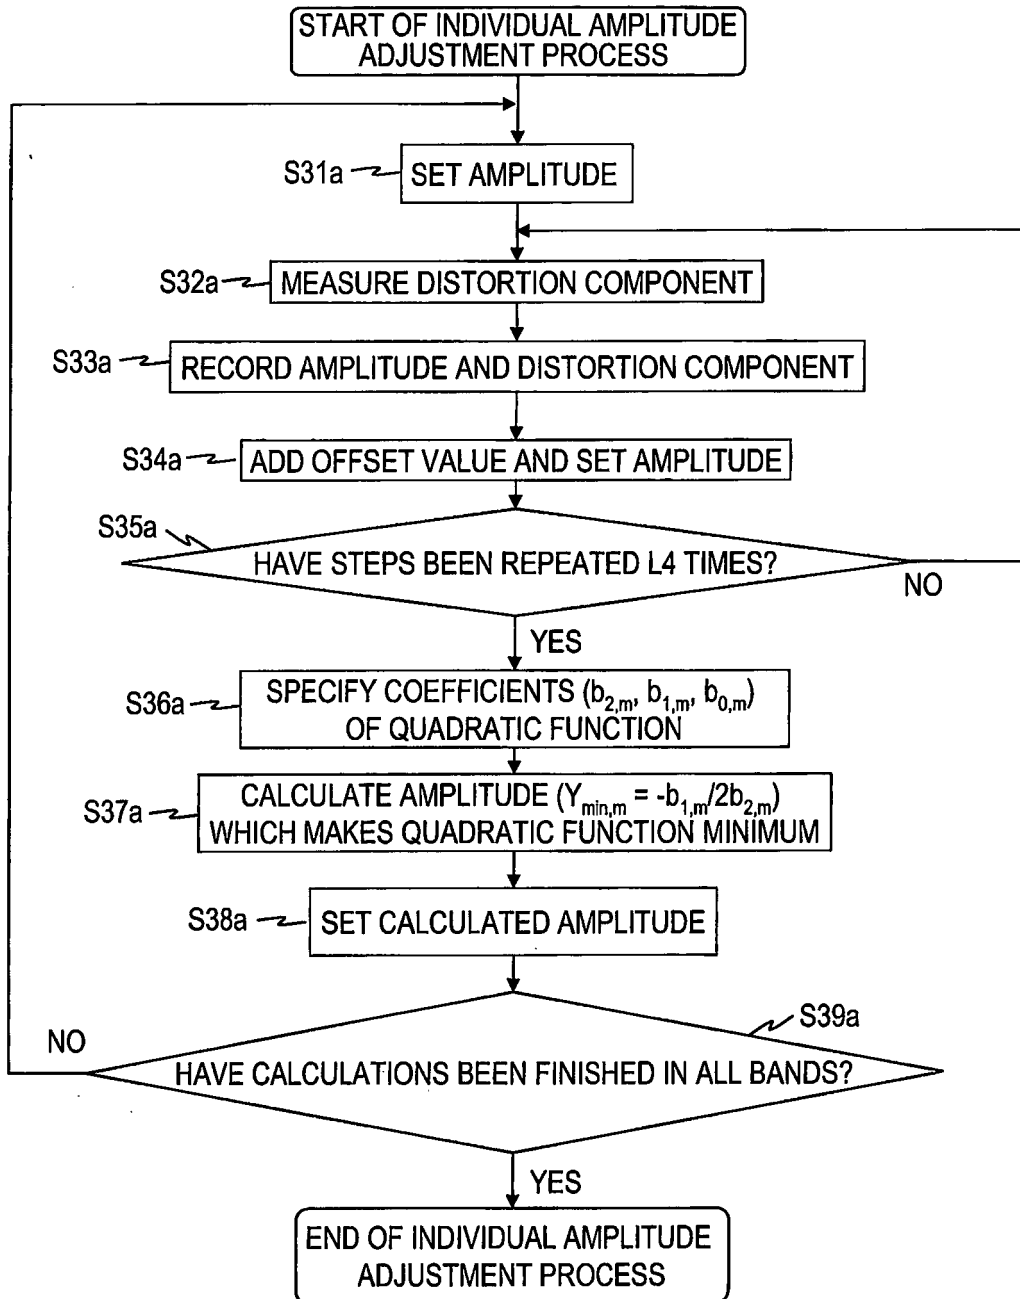 START OF INDIVIDUAL AMPLITUDE
ADJUSTMENT PROCESS
S31a
SET AMPLITUDE
S32a
MEASURE DISTORTION COMPONENT
S33a
RECORD AMPLITUDE AND DISTORTION COMPONENT
S34a
ADD OFFSET VALUE AND SET AMPLITUDE
S35a
HAVE STEPS BEEN REPEATED L4 TIMES?
NO
YES
S36a
SPECIFY COEFFICIENTS (b2,m, b1,m, b0,m)
OF QUADRATIC FUNCTION
S37a
CALCULATE AMPLITUDE (Ymin,m = -b1,m/2b2,m)
WHICH MAKES QUADRATIC FUNCTION MINIMUM
S38a
SET CALCULATED AMPLITUDE
S39a
NO
HAVE CALCULATIONS BEEN FINISHED IN ALL BANDS?
YES
END OF INDIVIDUAL AMPLITUDE
ADJUSTMENT PROCESS